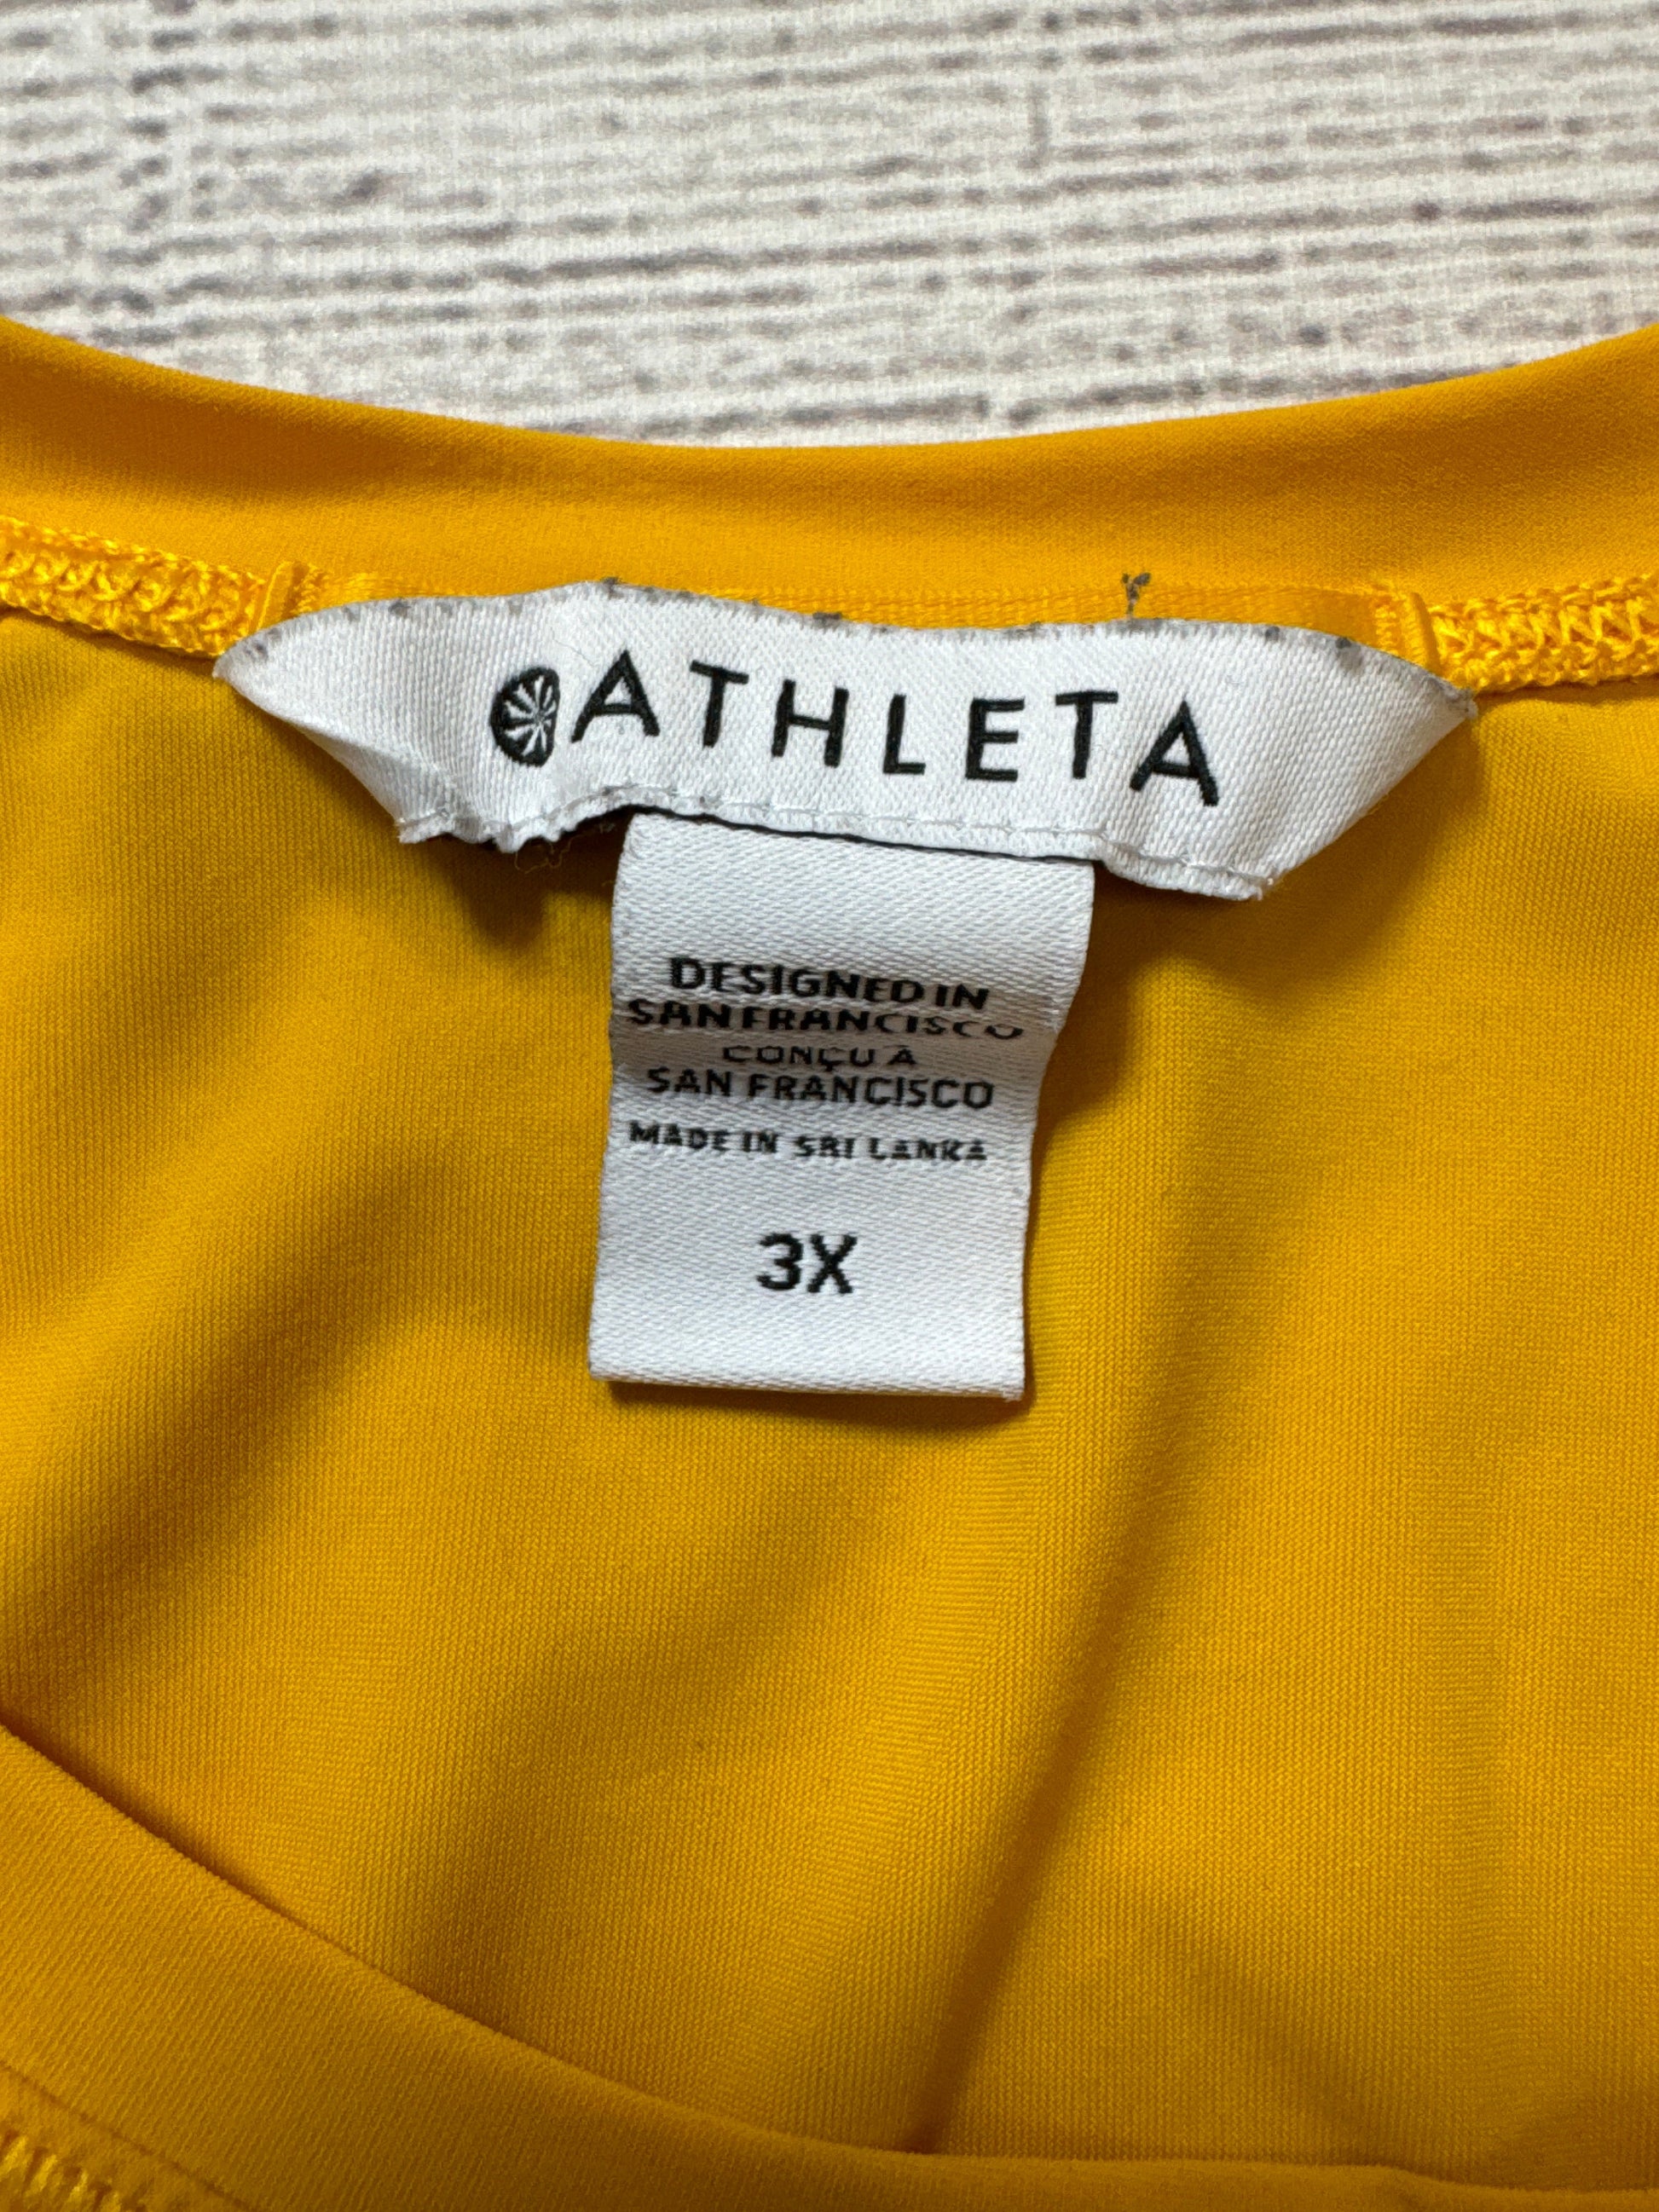 ATHLETA
DESIGNED IN
SAN FRANCISCO
CONÇU À
SAN FRANCISCO
MADE IN SRI LANKA
3X